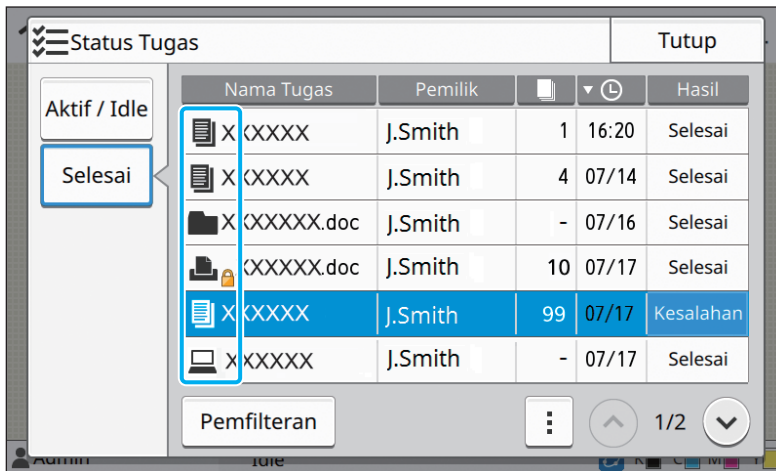 Status Tugas Tutup
Aktif / Idle
Selesai
Nama Tugas Pemilik Hasil
XXXXXX J.Smith 1 16:20 Selesai
XXXXXX J.Smith 4 07/14 Selesai
XXXXXXX.doc J.Smith - 07/16 Selesai
XXXXXX.doc J.Smith 10 07/17 Selesai
XXXXXX J.Smith 99 07/17 Kesalahan
XXXXXX J.Smith - 07/17 Selesai
Pemfilteran 1/2
Admin Idle K C M Y